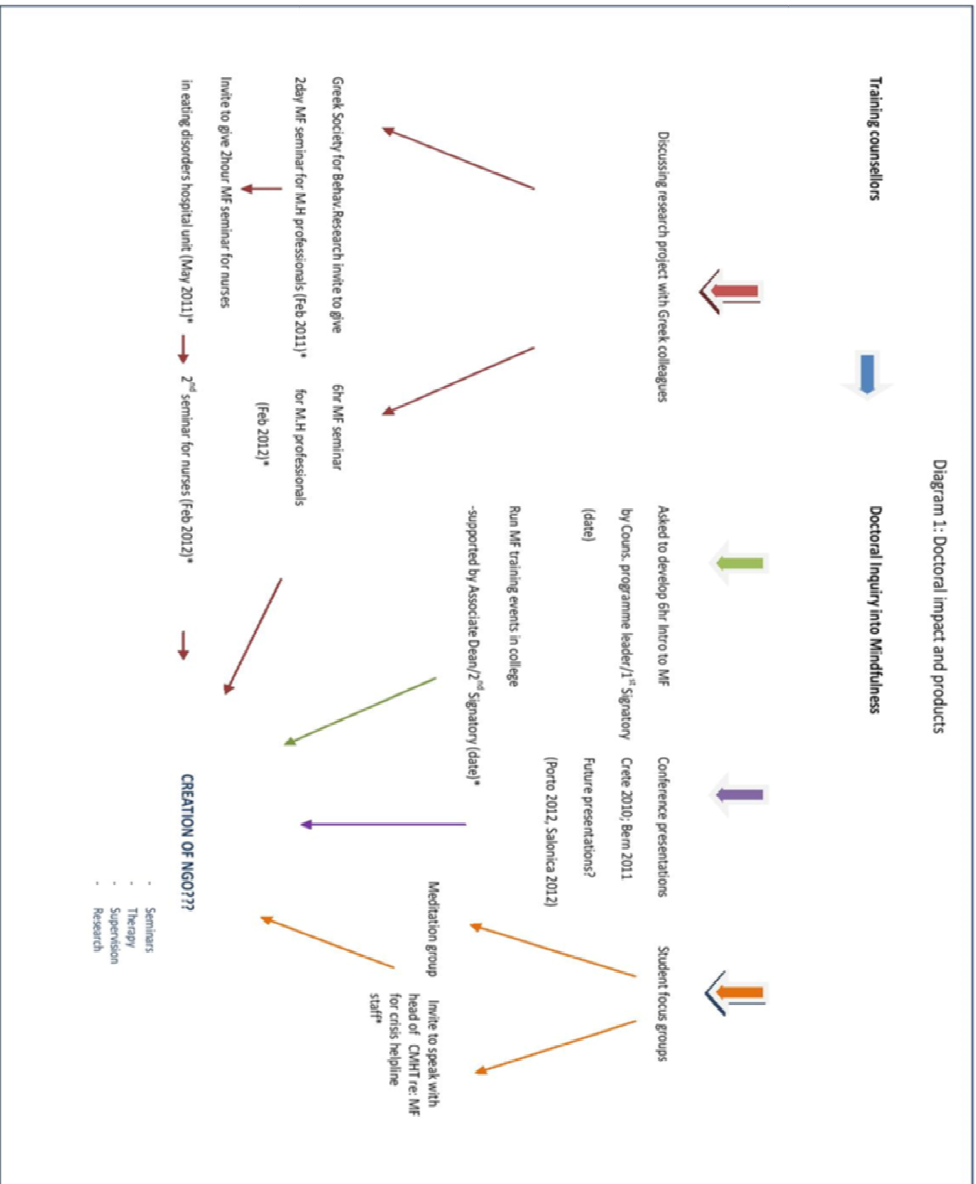 Diagram 1: Doctoral impact and products
Training counsellors
Doctoral Inquiry into Mindfulness
Discussing research project with Greek colleagues
Asked to develop 6hr Intro to MF
by Couns. programme leader/1st Signatory
(date)
Run MF training events in college
-supported by Associate Dean/2nd Signatory (date)*
Conference presentations
Crete 2010; Bern 2011
Future presentations?
(Porto 2012, Salonica 2012)
Student focus groups
Greek Society for Behav.Research invite to give
2day MF seminar for M.H professionals (Feb 2011)*
6hr MF seminar
for M.H professionals
(Feb 2012)*
Meditation group
Invite to speak with
head of CMHT re: MF
for crisis helpline
staff*
Invite to give 2hour MF seminar for nurses
in eating disorders hospital unit (May 2011)*
2nd seminar for nurses (Feb 2012)*
CREATION OF NGO???
- Seminars
- Therapy
- Supervision
- Research